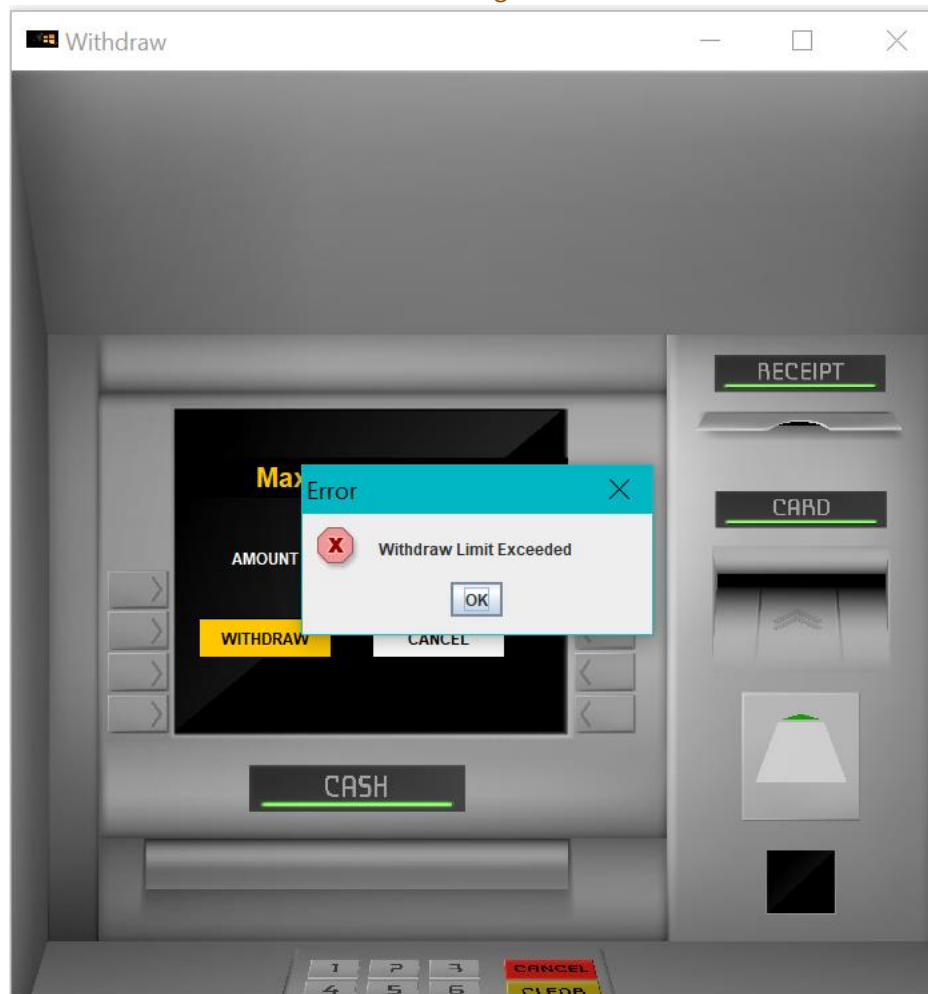 Withdraw
RECEIPT
Error
CARD
Withdraw Limit Exceeded
AMOUNT
OK
WITHDRAW
CANCEL
CASH
1 2 3 CANCEL
4 5 6 CLEAR